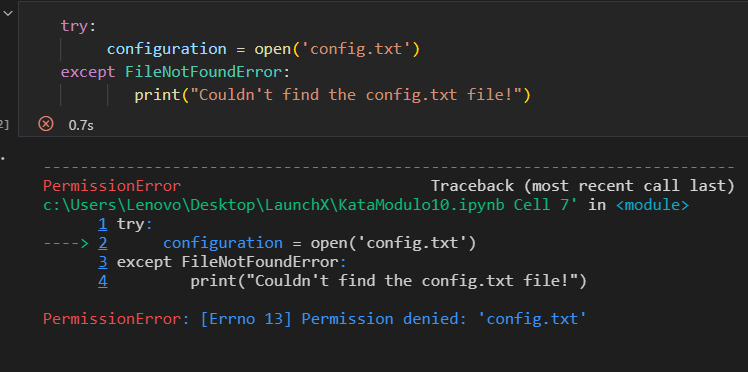 try:
configuration = open('config.txt')
except FileNotFoundError:
print("Couldn't find the config.txt file!")
2]
0.7s
--------------------------------------------------------------------------
PermissionError Traceback (most recent call last)
c:\Users\Lenovo\Desktop\LaunchX\KataModulo10.ipynb Cell 7' in <module>
1 try:
----> 2 configuration = open('config.txt')
3 except FileNotFoundError:
4 print("Couldn't find the config.txt file!")
PermissionError: [Errno 13] Permission denied: 'config.txt'